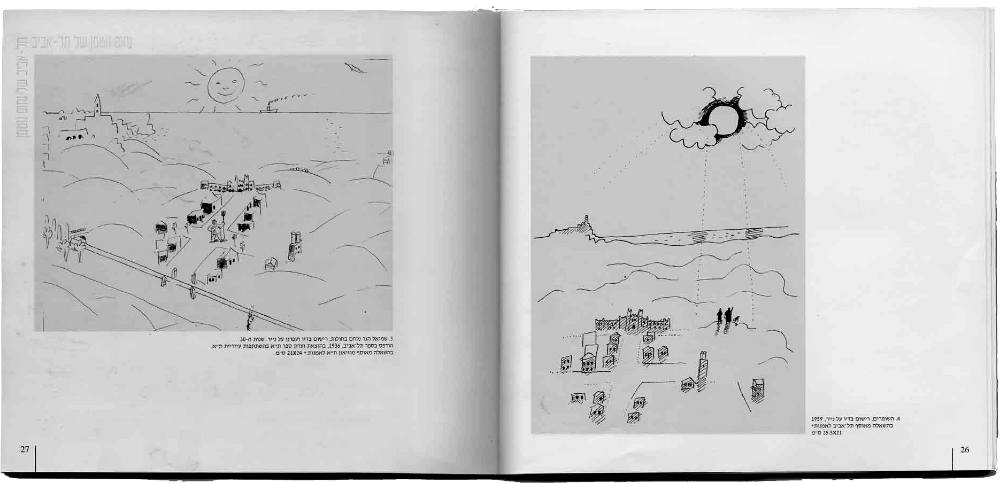 4. השומרים, רישום בדיו על נייר, 1959
בהשאלה מאוסף תל־אביב לאמנות*
25.5X21 ס״מ
26
נחום גוטמן של תל-אביב
תל-אביב של נחום גוטמן
5. שמואל הגר נלחם בחולות, רישום בדיו ועפרון על נייר. שנות ה-30
הודפס בספר תל־אביב, 1936, בהוצאת ועדת ספר ת״א בהשתתפות עייריית ת״א.
בהשאלה מאוסף מוזיאון ת״א לאמנות.* 21X24 ס״מ.
27